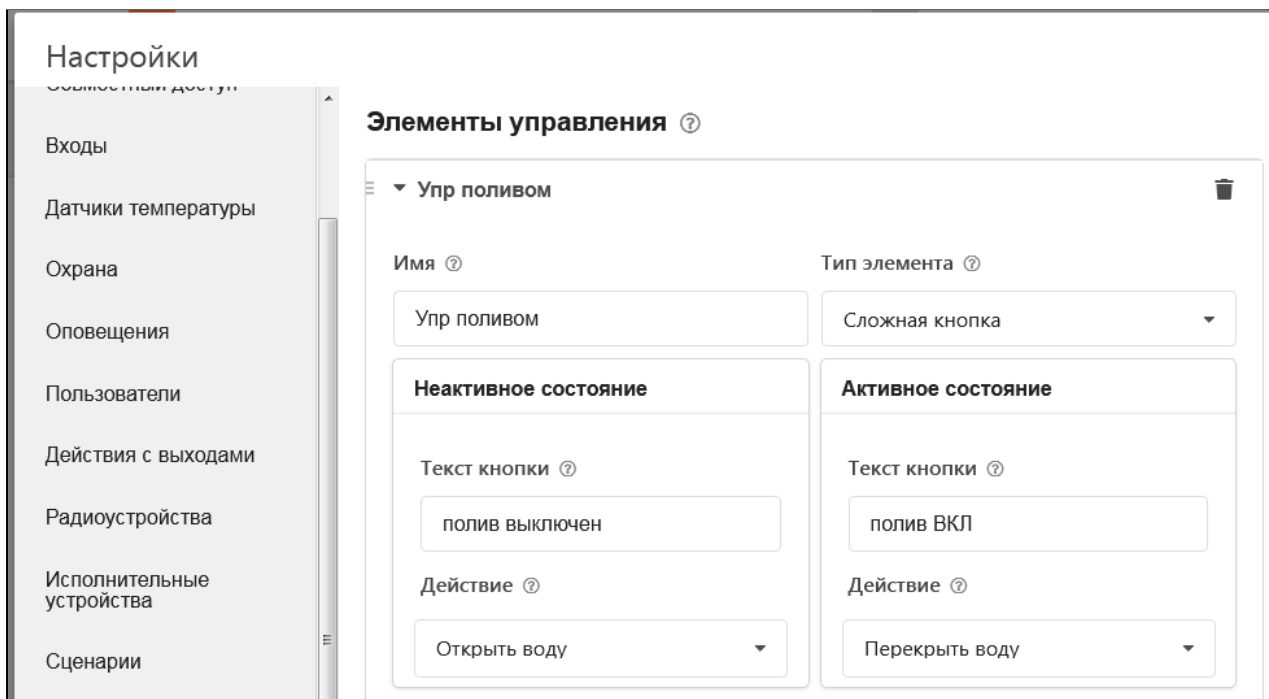 Настройки
Совместный доступ
Входы
Датчики температуры
Охрана
Оповещения
Пользователи
Действия с выходами
Радиоустройства
Исполнительные
устройства
Сценарии
Элементы управления ?
Упр поливом
Имя ?
Тип элемента ?
Упр поливом
Сложная кнопка
Неактивное состояние
Активное состояние
Текст кнопки ?
Текст кнопки ?
полив выключен
полив ВКЛ
Действие ?
Действие ?
Открыть воду
Перекрыть воду